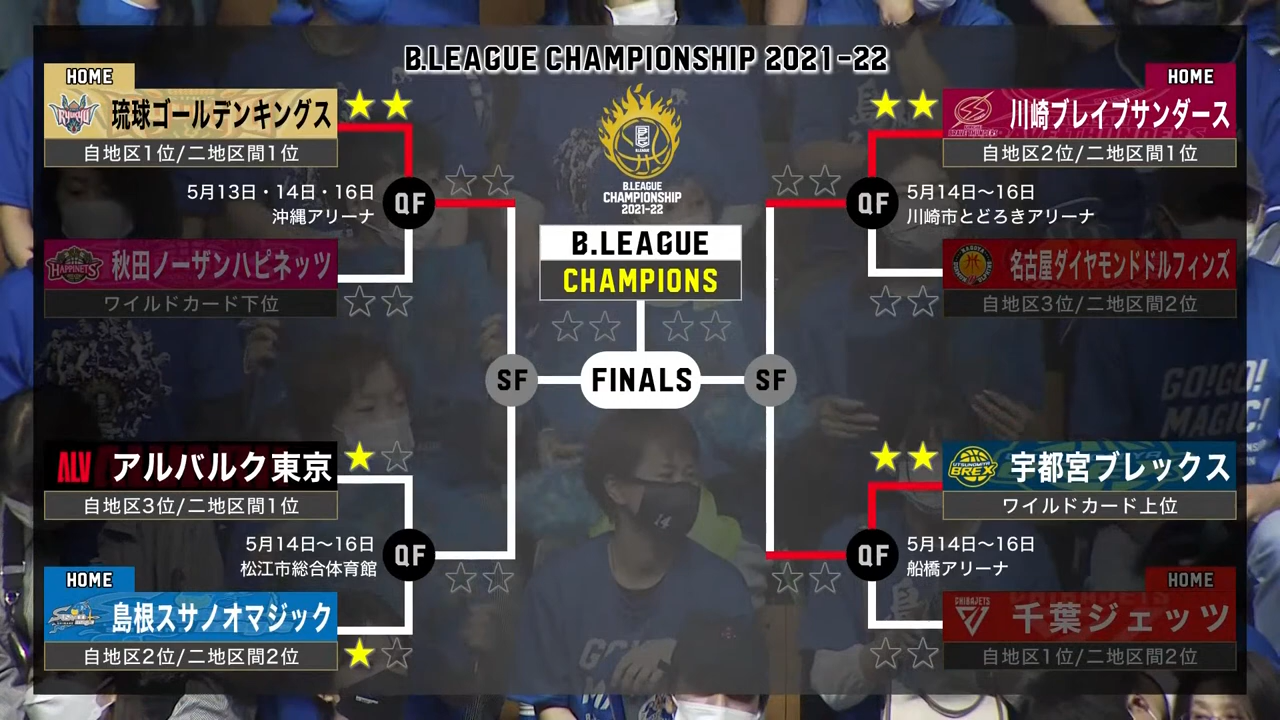 B.LEAGUE CHAMPIONSHIP 2021-22
HOME
琉球ゴールデンキングス
自地区1位/二地区間1位
5月13日・14日・16日
沖縄アリーナ
QF
HAPPINETS
秋田ノーザンハピネッツ
ワイルドカード下位
ALV
アルバルク東京
自地区3位/二地区間1位
5月14日〜16日
松江市総合体育館
QF
HOME
島根スサノオマジック
自地区2位/二地区間2位
SF
B.LEAGUE
CHAMPIONSHIP
2021-22
B.LEAGUE
CHAMPIONS
FINALS
SF
HOME
川崎ブレイブサンダース
自地区2位/二地区間1位
QF
5月14日〜16日
川崎市とどろきアリーナ
名古屋ダイヤモンドドルフィンズ
自地区3位/二地区間2位
GO!GO!
MAGIC!
UTSUNOMIYA
BREX
宇都宮ブレックス
ワイルドカード上位
QF
5月14日〜16日
船橋アリーナ
HOME
CHIBAJETS
千葉ジェッツ
自地区1位/二地区間2位